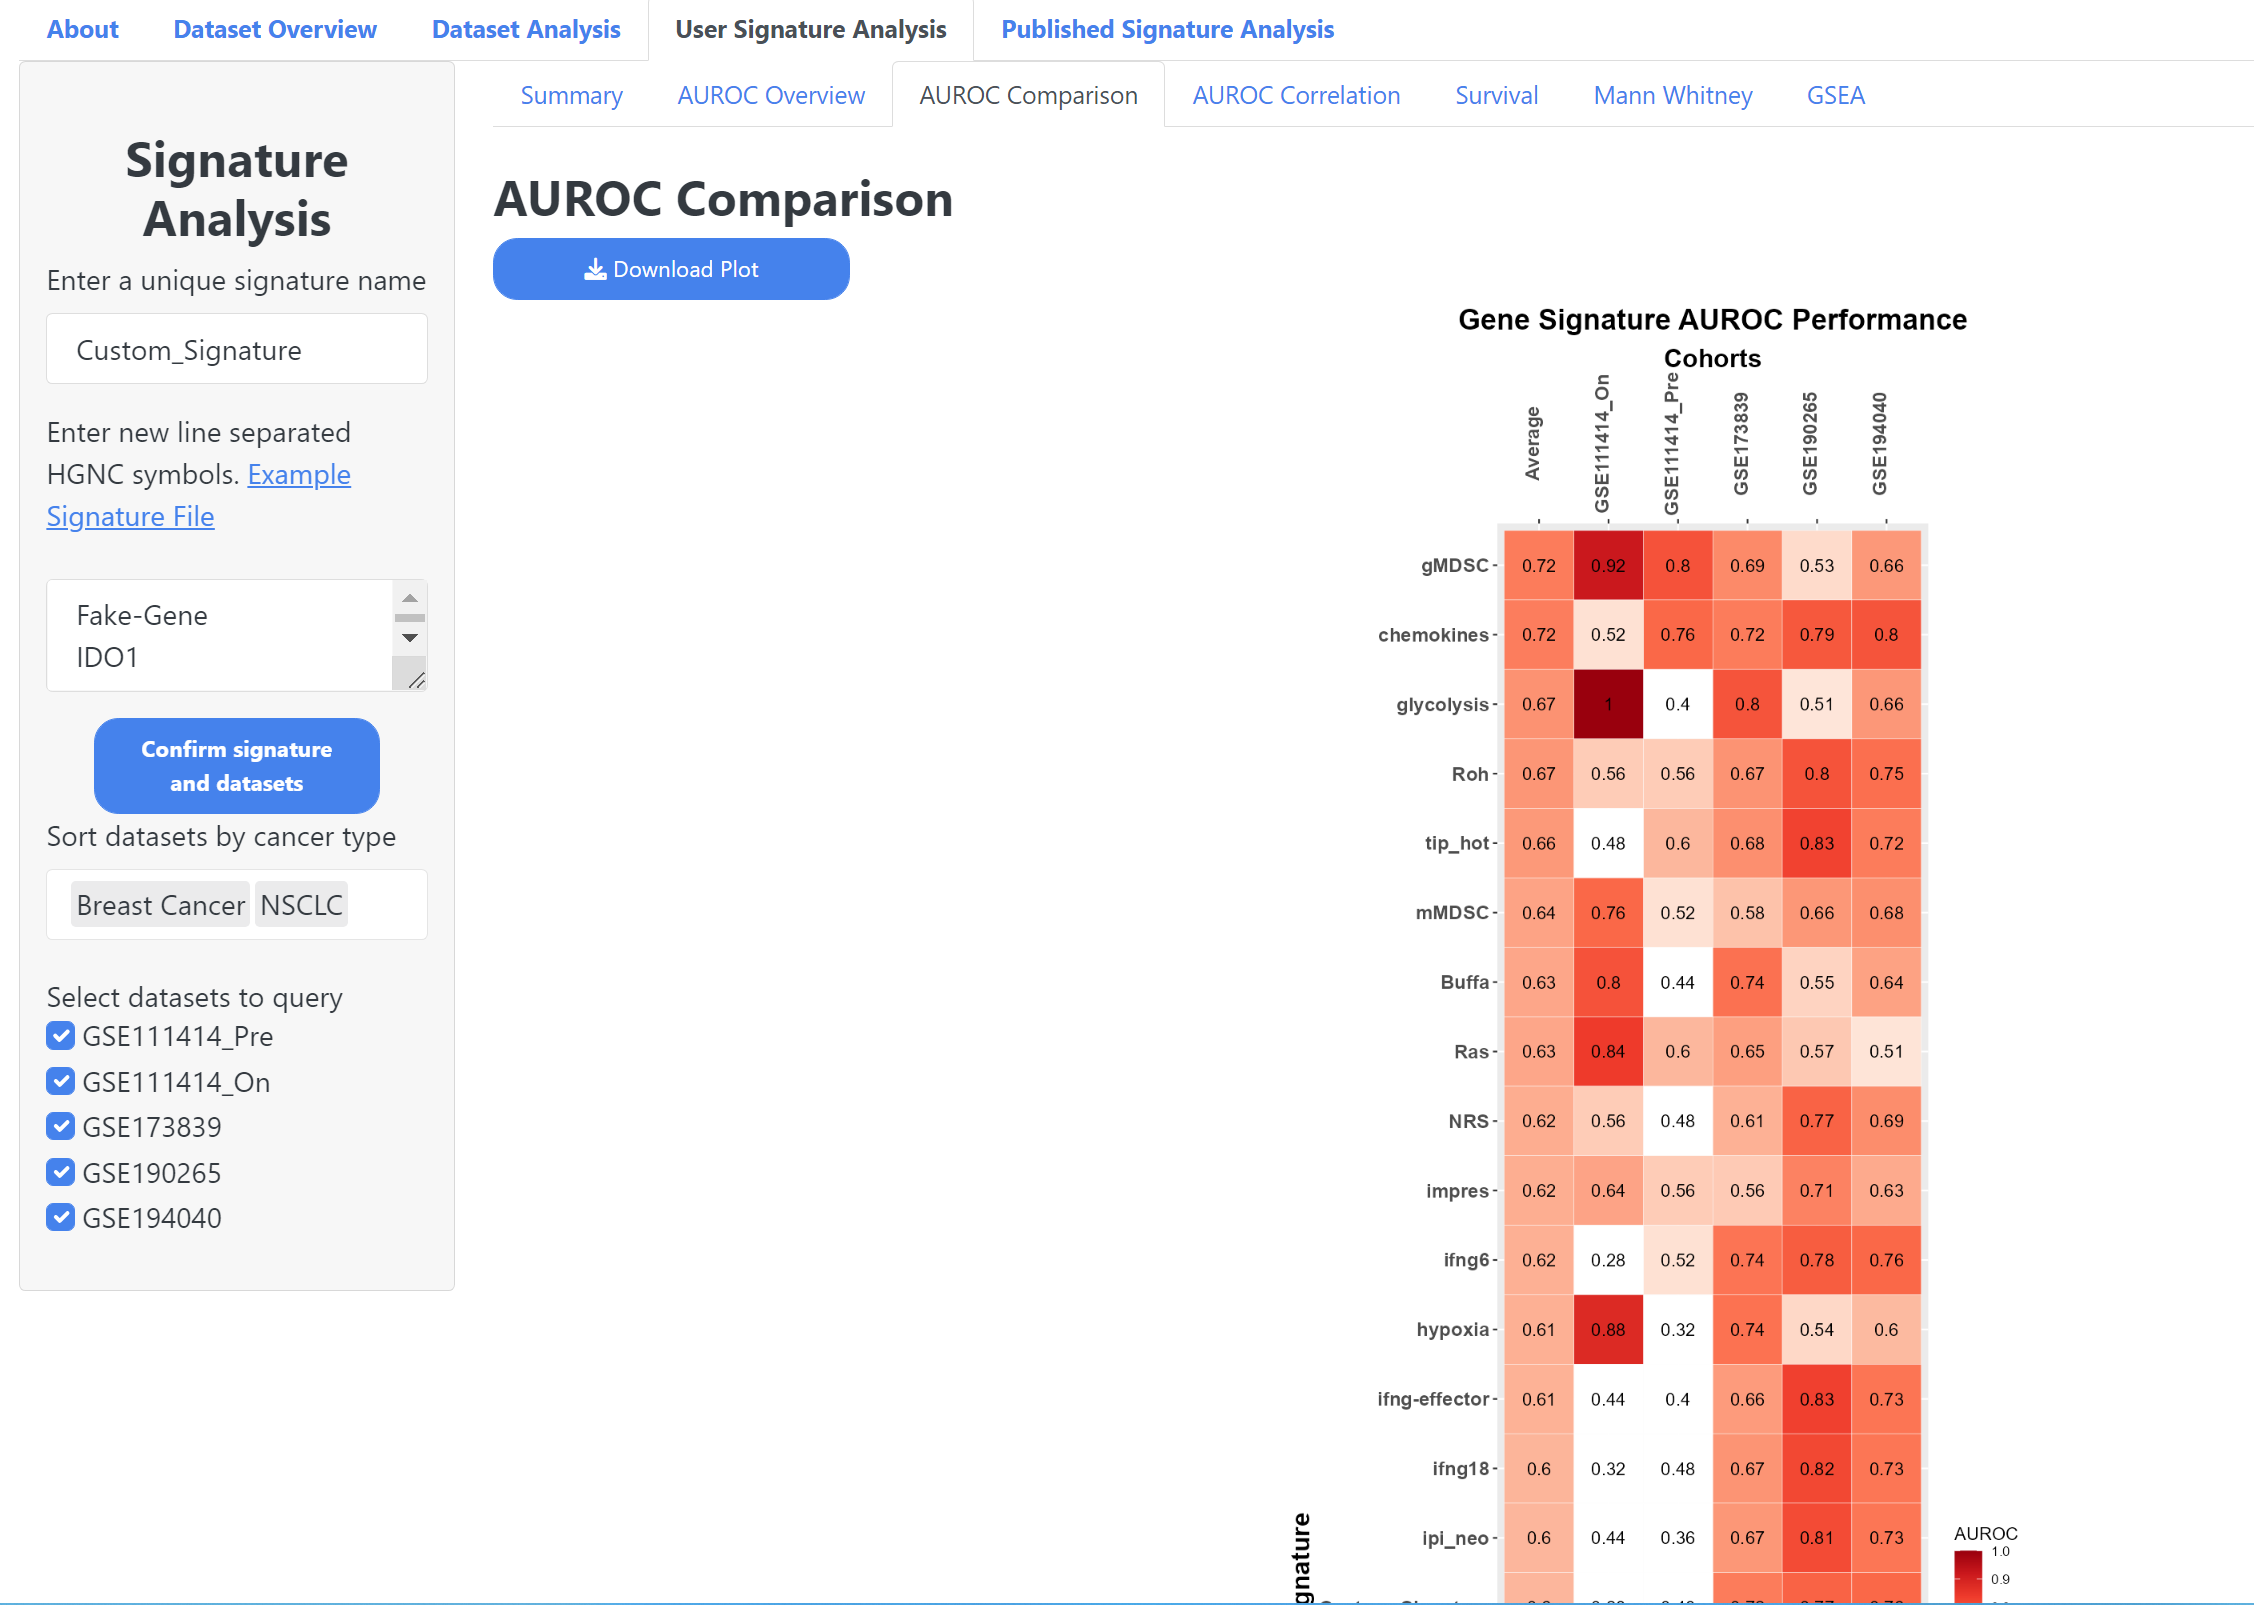 About Dataset Overview Dataset Analysis User Signature Analysis Published Signature Analysis
Signature
Analysis
Enter a unique signature name
Custom_Signature
Enter new line separated
HGNC symbols. Example
Signature File
Fake-Gene
IDO1
Confirm signature
and datasets
Sort datasets by cancer type
Breast Cancer NSCLC
Select datasets to query
GSE111414_Pre
GSE111414_On
GSE173839
GSE190265
GSE194040
Summary AUROC Overview AUROC Comparison AUROC Correlation Survival Mann Whitney GSEA
AUROC Comparison
Download Plot
Gene Signature AUROC Performance
Cohorts
Average GSE111414_On GSE111414_Pre GSE173839 GSE190265 GSE194040
gMDSC 0.72 0.92 0.8 0.69 0.53 0.66
chemokines 0.72 0.52 0.76 0.72 0.79 0.8
glycolysis 0.67 1 0.4 0.8 0.51 0.66
Roh 0.67 0.56 0.56 0.67 0.8 0.75
tip_hot 0.66 0.48 0.6 0.68 0.83 0.72
mMDSC 0.64 0.76 0.52 0.58 0.66 0.68
Buffa 0.63 0.8 0.44 0.74 0.55 0.64
Ras 0.63 0.84 0.6 0.65 0.57 0.51
NRS 0.62 0.56 0.48 0.61 0.77 0.69
impres 0.62 0.64 0.56 0.56 0.71 0.63
ifng6 0.62 0.28 0.52 0.74 0.78 0.76
hypoxia 0.61 0.88 0.32 0.74 0.54 0.6
ifng-effector 0.61 0.44 0.4 0.66 0.83 0.73
ifng18 0.6 0.32 0.48 0.67 0.82 0.73
ipi_neo 0.6 0.44 0.36 0.67 0.81 0.73
gnature
AUROC
1.0
0.9